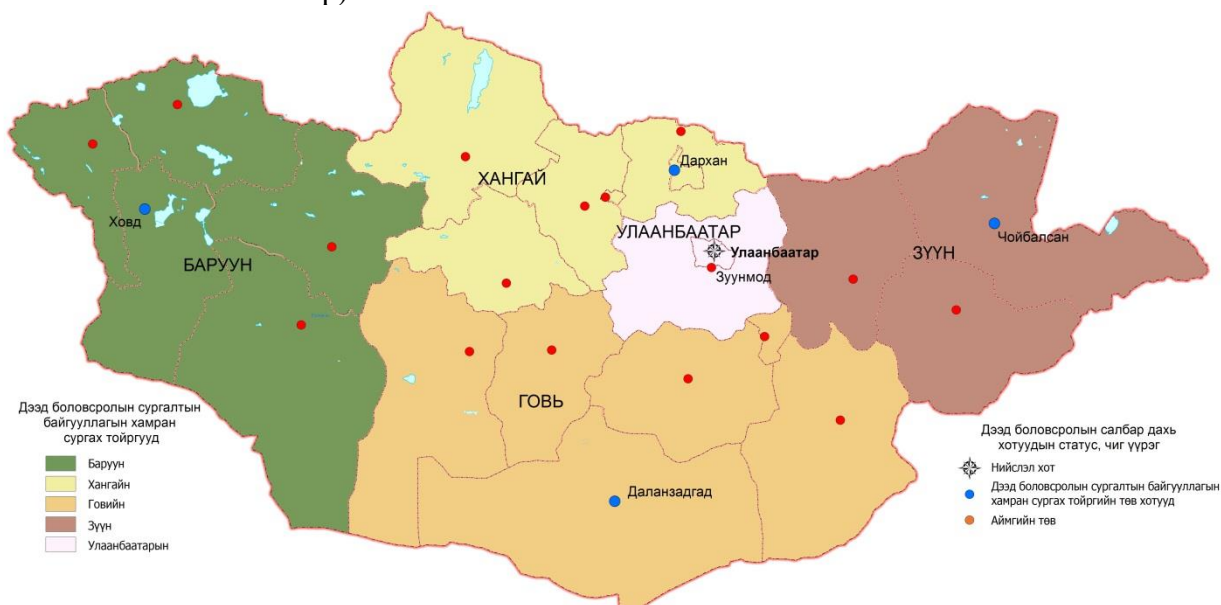 ХАНГАЙ
Дархан
Ховд
БАРУУН
УЛААНБААТАР
Улаанбаатар
Зуунмод
ЗҮҮН
Чойбалсан
ГОВЬ
Даланзадгад
Дээд боловсролын сургалтын
байгууллагын хамран
сургах тойргууд
Баруун
Хангайн
Говийн
Зүүн
Улаанбаатарын
Дээд боловсролын салбар дахь
хотуудын статус, чиг үүрэг
Нийслэл хот
Дээд боловсролын сургалтын байгууллагын
хамран сургах тойргийн төв хотууд
Аймгийн төв